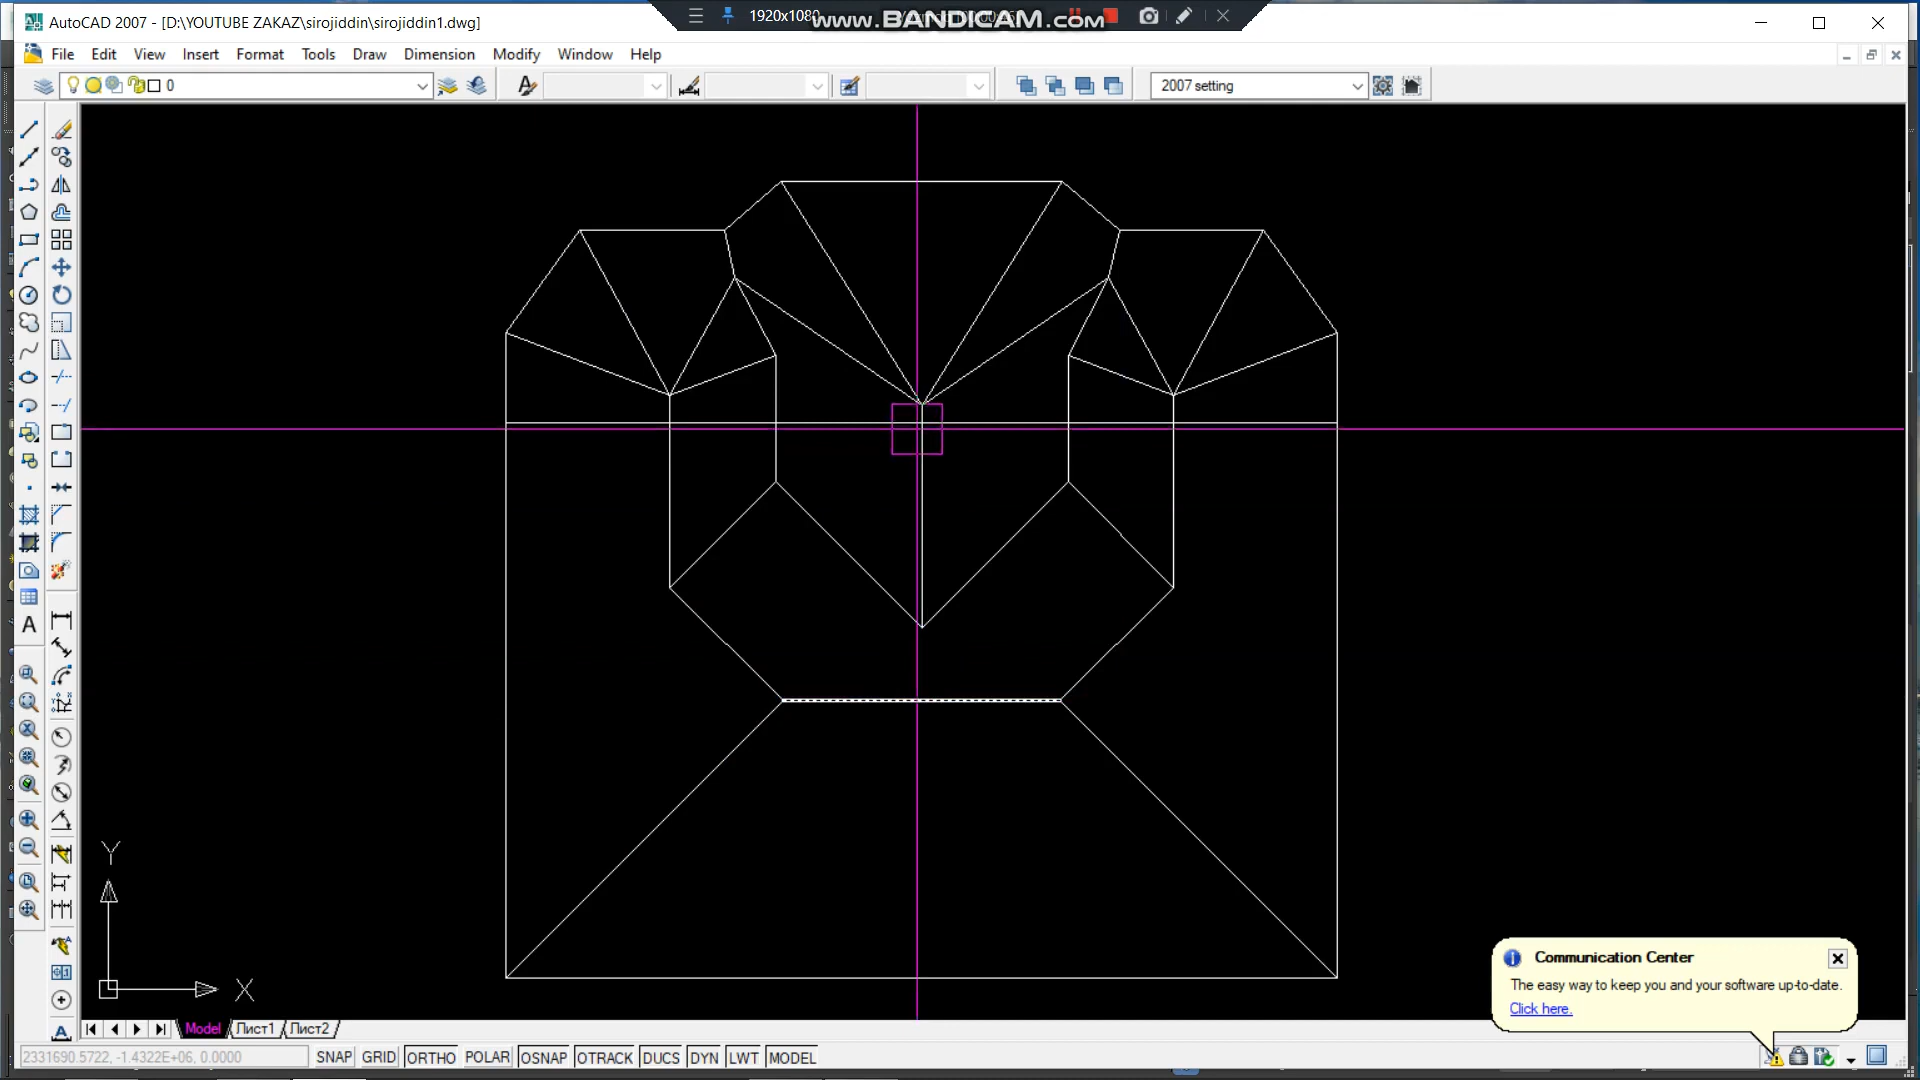 AutoCAD 2007 - [D:\YOUTUBE ZAKAZ\sirojiddin\sirojiddin1.dwg]
1920x1080
www.BANDICAM.com
File Edit View Insert Format Tools Draw Dimension Modify Window Help
0
2007 setting
A
Y
X
Communication Center
The easy way to keep you and your software up-to-date.
Click here.
Model Лист1 Лист2
A
2331690.5722, -1.4322E+06, 0.0000
SNAP GRID ORTHO POLAR OSNAP OTRACK DUCS DYN LWT MODEL